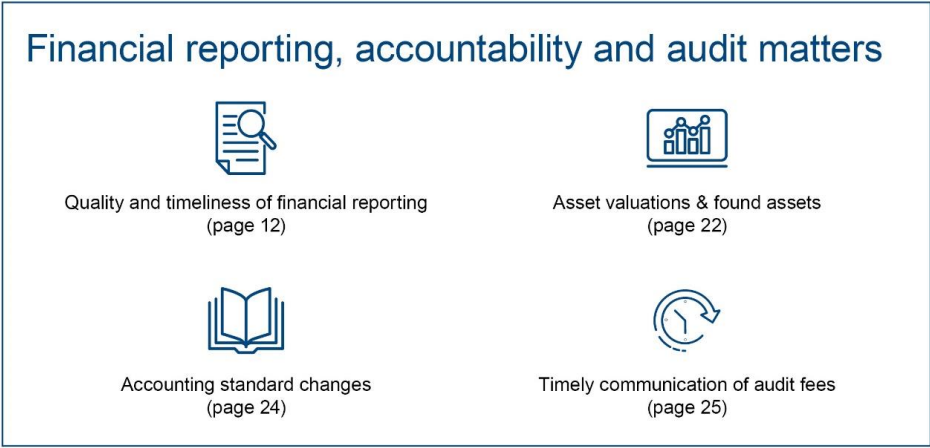 Financial reporting, accountability and audit matters
Quality and timeliness of financial reporting
(page 12)
Asset valuations & found assets
(page 22)
Accounting standard changes
(page 24)
Timely communication of audit fees
(page 25)